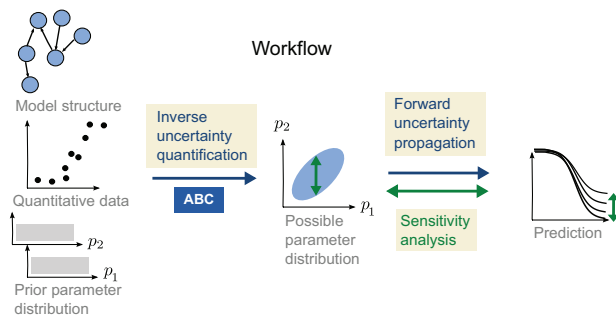 Workflow
Model structure
Quantitative data
p₂
p₁
Prior parameter
distribution
Inverse
uncertainty
quantification
ABC
p₂
p₁
Possible
parameter
distribution
Forward
uncertainty
propagation
Sensitivity
analysis
Prediction